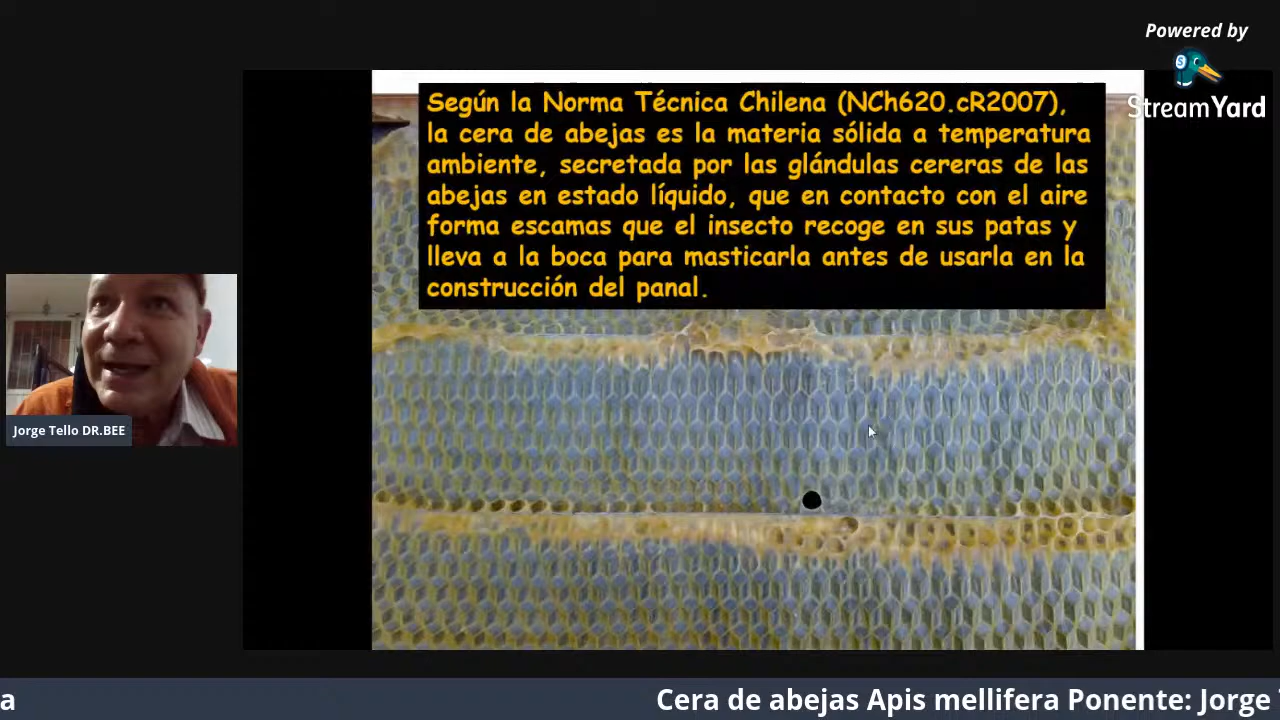 Powered by
StreamYard
Según la Norma Técnica Chilena (NCh620.cR2007),
la cera de abejas es la materia sólida a temperatura
ambiente, secretada por las glándulas cereras de las
abejas en estado líquido, que en contacto con el aire
forma escamas que el insecto recoge en sus patas y
lleva a la boca para masticarla antes de usarla en la
construcción del panal.
Jorge Tello DR.BEE
a
Cera de abejas Apis mellifera Ponente: Jorge